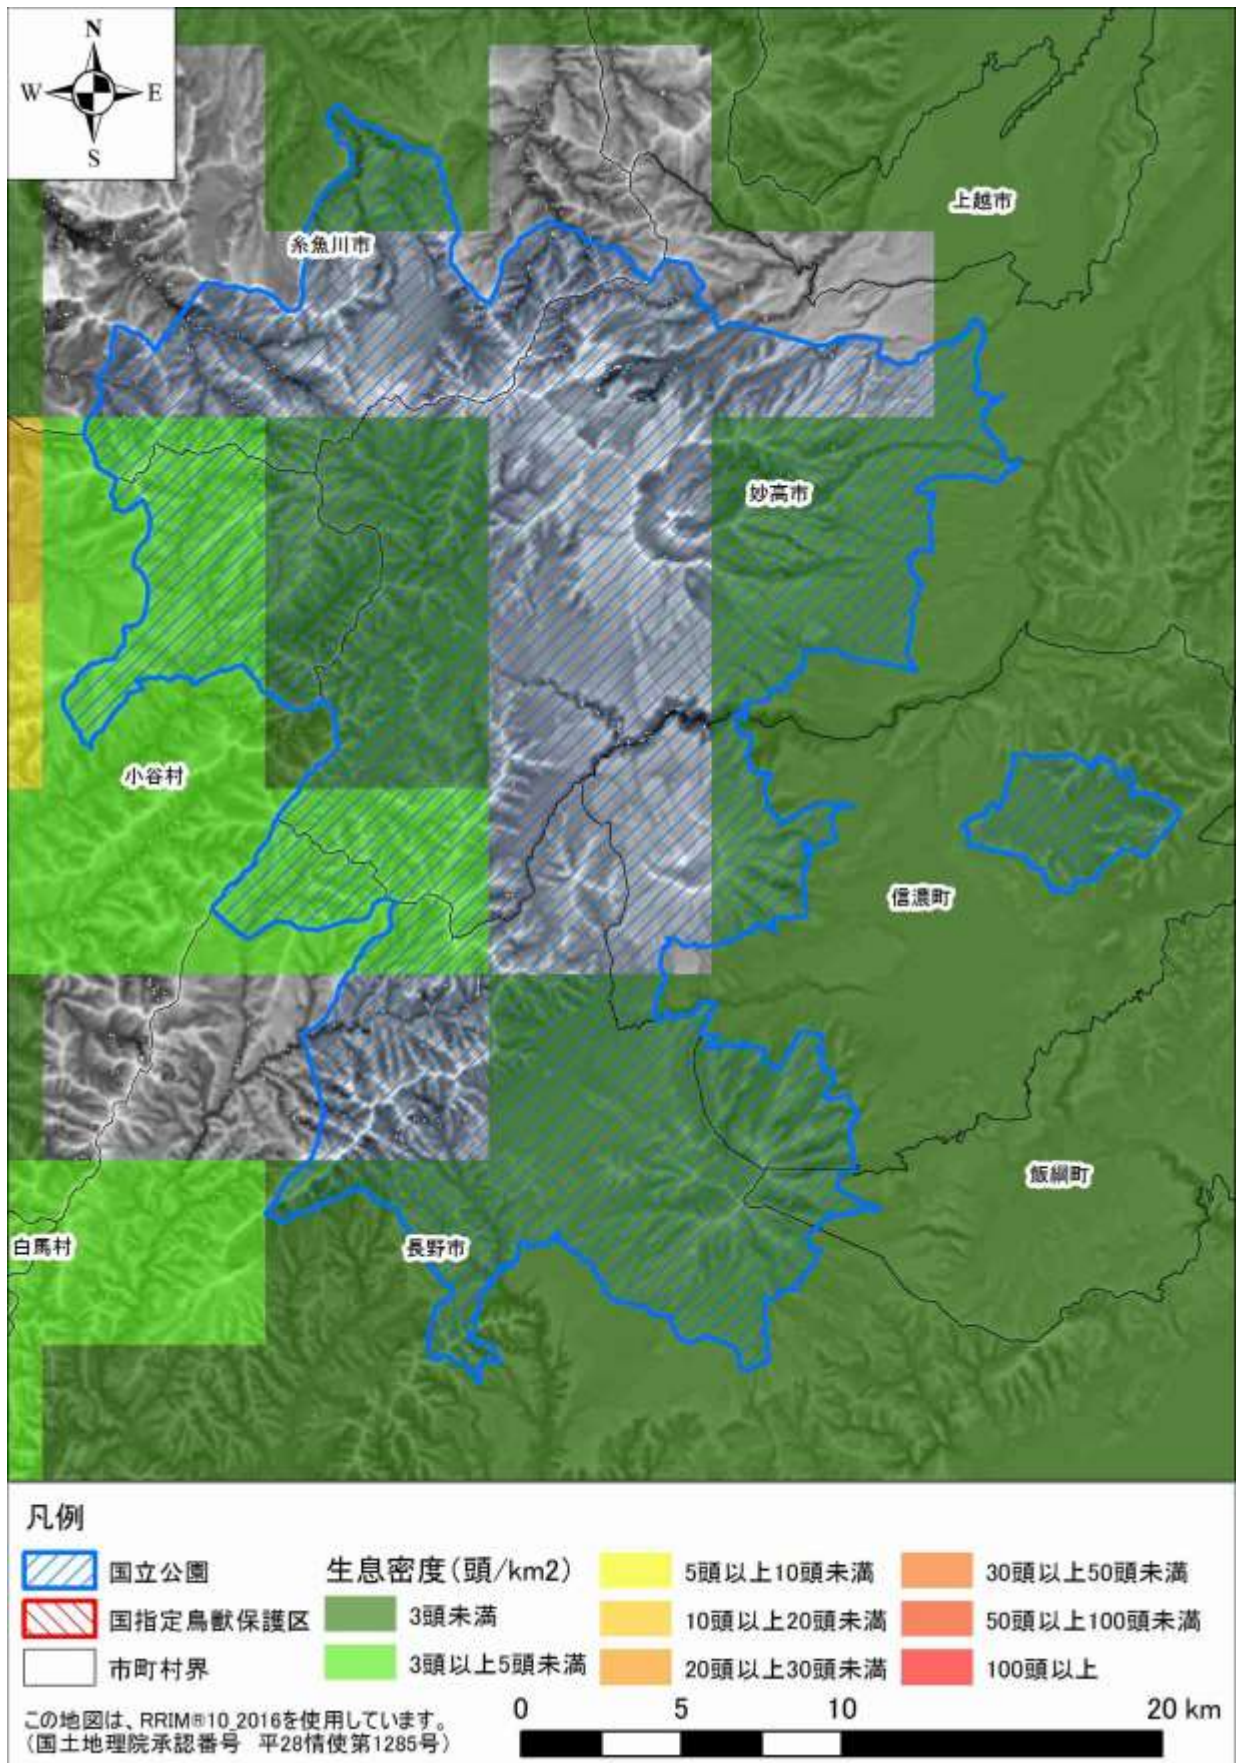 N
W E
S
上越市
糸魚川市
妙高市
小谷村
信濃町
飯綱町
白馬村
長野市
凡例
国立公園
国指定鳥獣保護区
市町村界
生息密度(頭/km2)
3頭未満
3頭以上5頭未満
5頭以上10頭未満
10頭以上20頭未満
20頭以上30頭未満
30頭以上50頭未満
50頭以上100頭未満
100頭以上
この地図は、RRIM®10_2016を使用しています。
(国土地理院承認番号 平28情使第1285号)
0 5 10 20 km